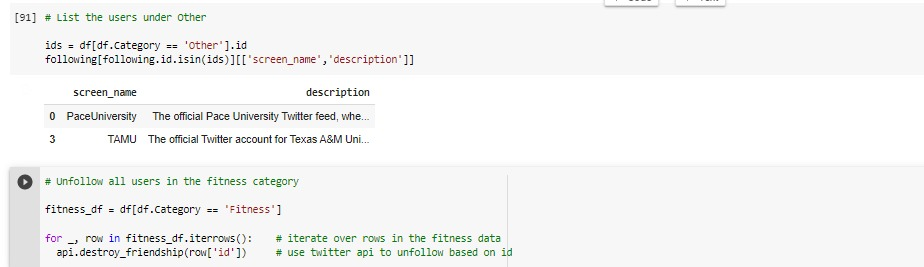 [91] # List the users under Other
ids = df[df.Category == 'Other'].id
following[following.id.isin(ids)][['screen_name','description']]
screen_name description
0 PaceUniversity The official Pace University Twitter feed, whe...
3 TAMU The official Twitter account for Texas A&M Uni...
# Unfollow all users in the fitness category
fitness_df = df[df.Category == 'Fitness']
for _, row in fitness_df.iterrows(): # iterate over rows in the fitness data
api.destroy_friendship(row['id']) # use twitter api to unfollow based on id